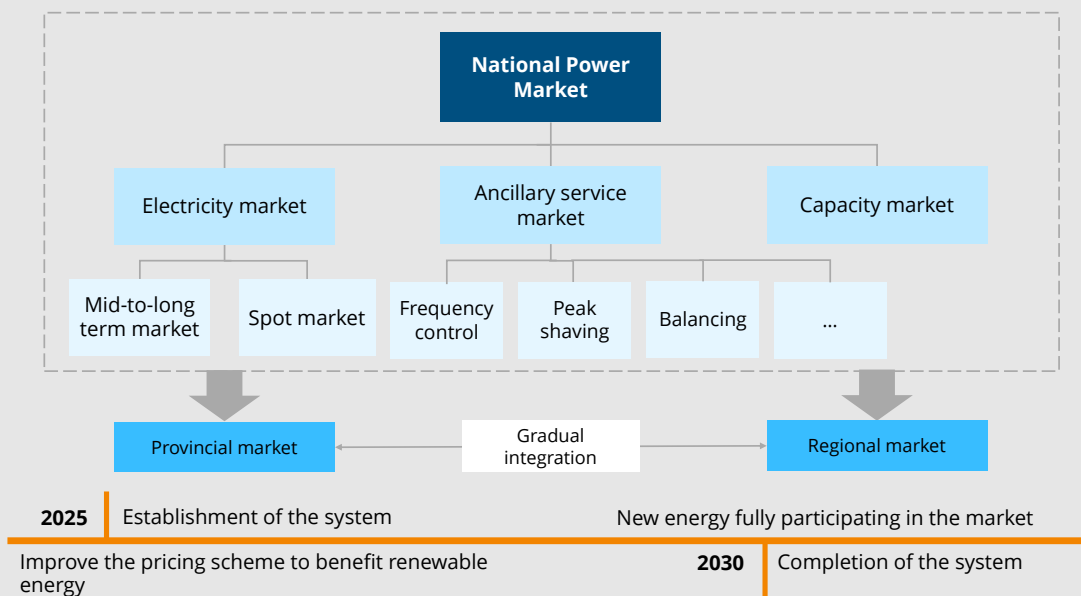 National Power
Market
Electricity market
Ancillary service
market
Capacity market
Mid-to-long
term market
Spot market
Frequency
control
Peak
shaving
Balancing
...
Provincial market
Gradual
integration
Regional market
2025
Establishment of the system
New energy fully participating in the market
Improve the pricing scheme to benefit renewable
energy
2030
Completion of the system